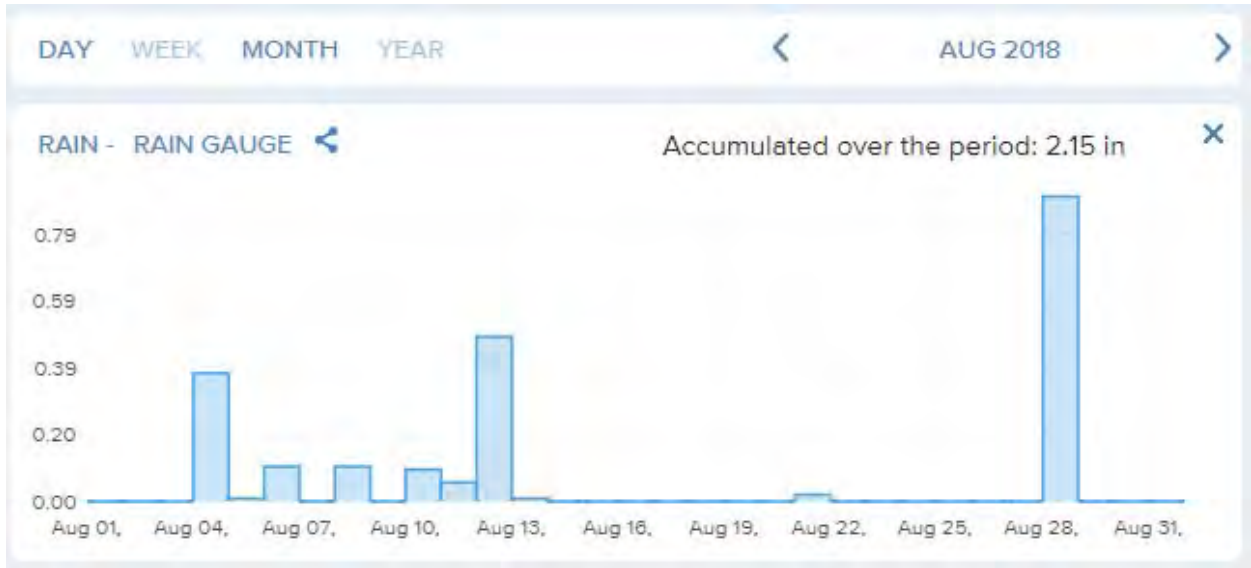 DAY WEEK MONTH YEAR AUG 2018
RAIN - RAIN GAUGE Accumulated over the period: 2.15 in
0.79
0.59
0.39
0.20
0.00
Aug 01, Aug 04, Aug 07, Aug 10, Aug 13, Aug 16, Aug 19, Aug 22, Aug 25, Aug 28, Aug 31,